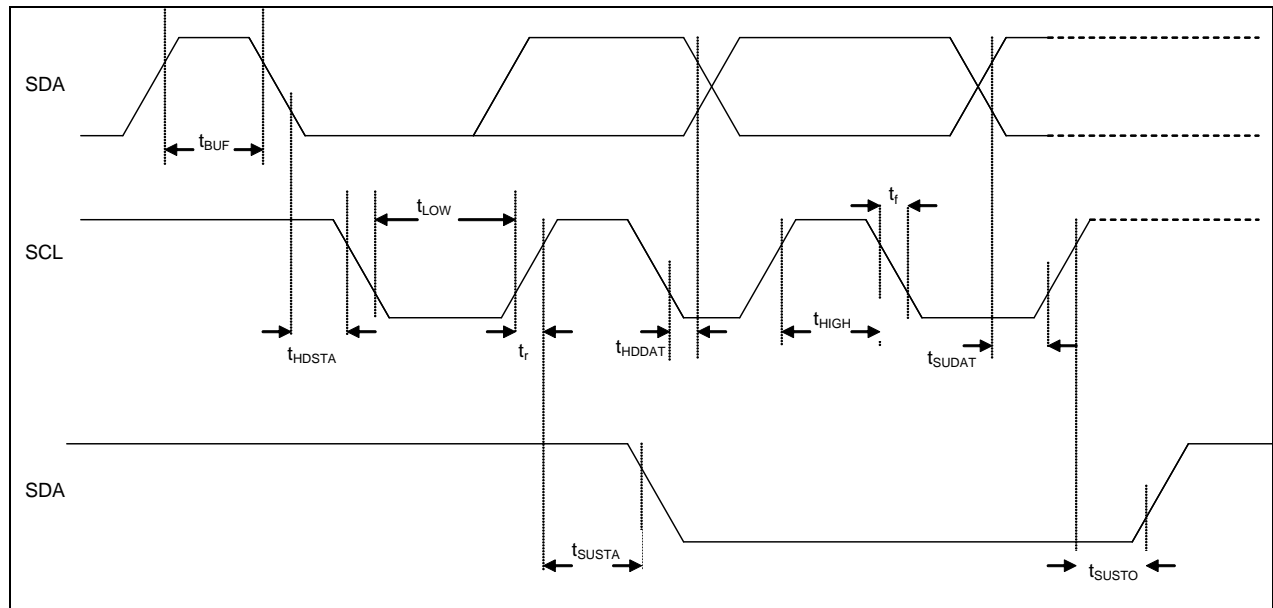 SDA
tBUF
tLOW
tf
SCL
tHDSTA
tr
tHDDAT
tHIGH
tSUDAT
SDA
tSUSTA
tSUSTO